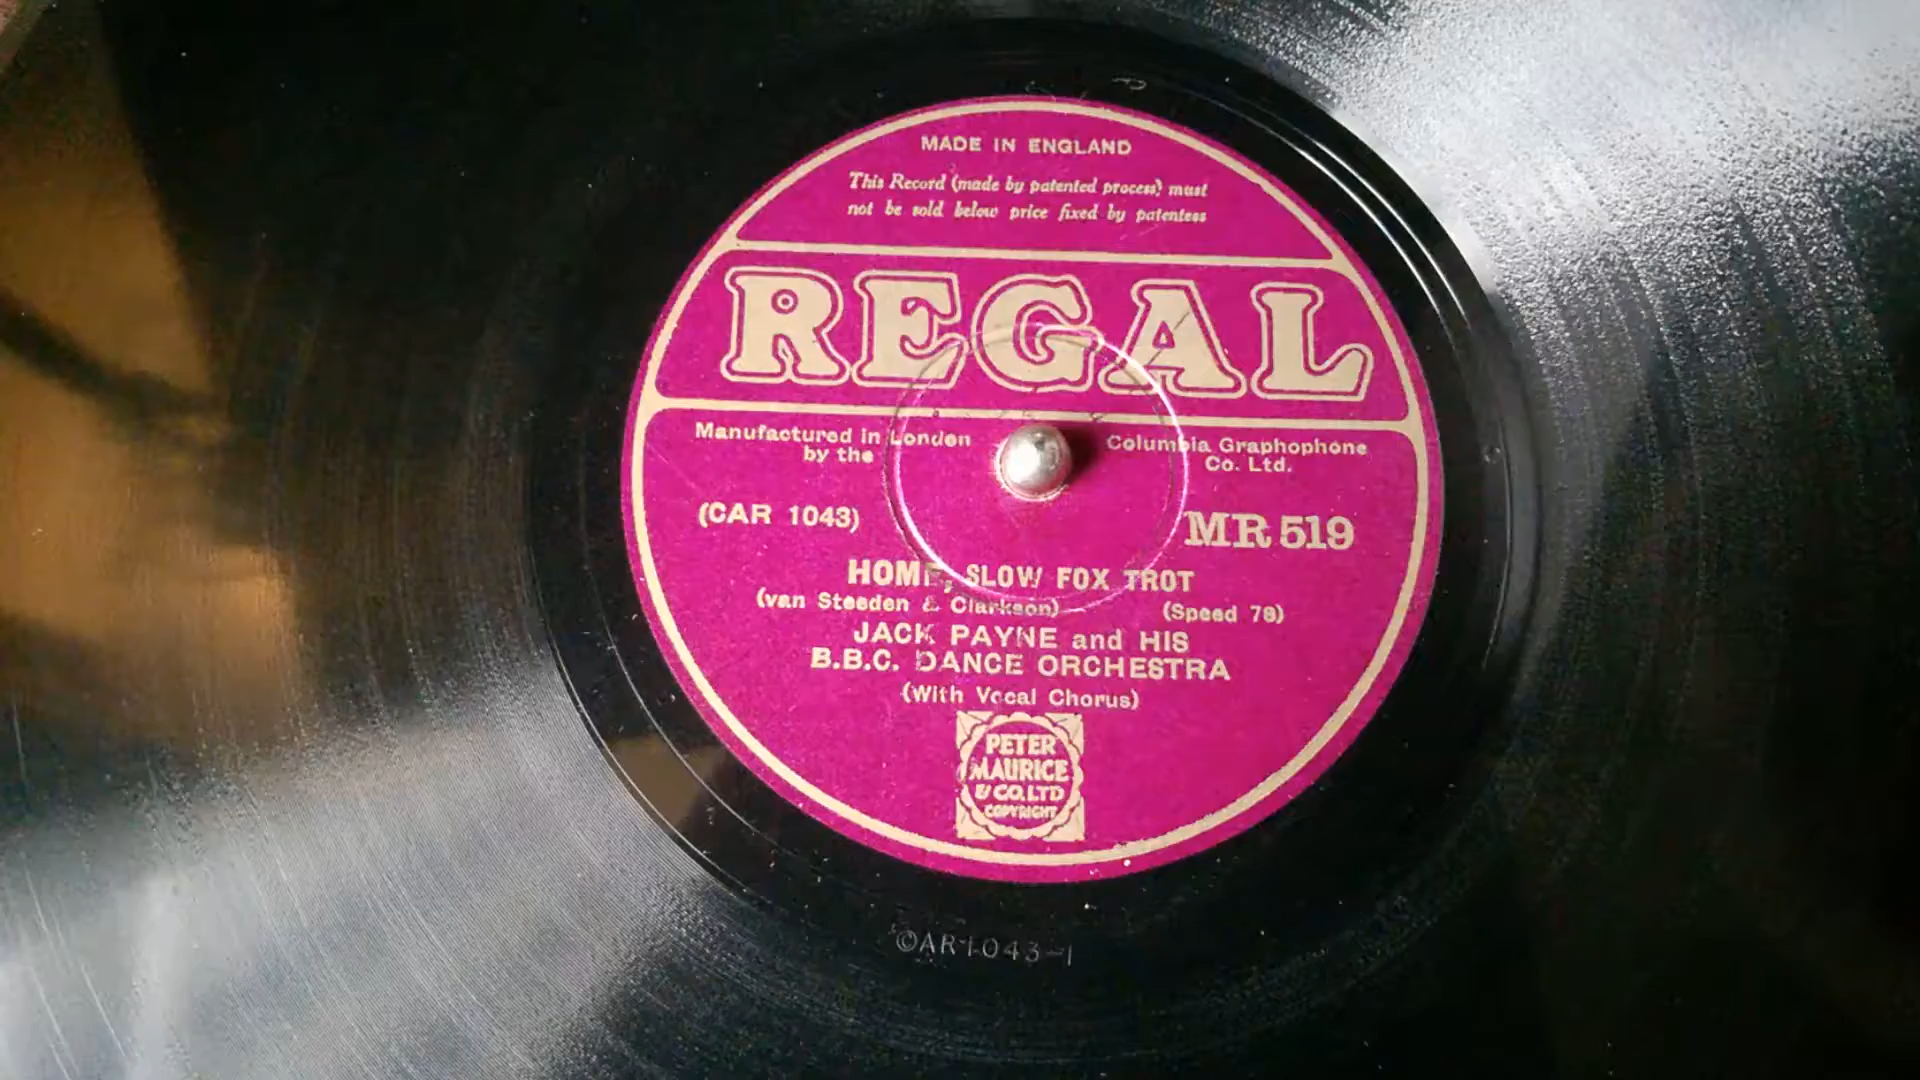 MADE IN ENGLAND
This Record (made by patented process) must
not be sold below price fixed by patentees
REGAL
Manufactured in London Columbia Graphophone
by the Co. Ltd.
(CAR 1043) MR 519
HOME, SLOW FOX TROT
(van Steeden & Clarkson) (Speed 78)
JACK PAYNE and HIS
B.B.C. DANCE ORCHESTRA
(With Vocal Chorus)
PETER
MAURICE
& CO. LTD
COPYRIGHT
CAR1043-1